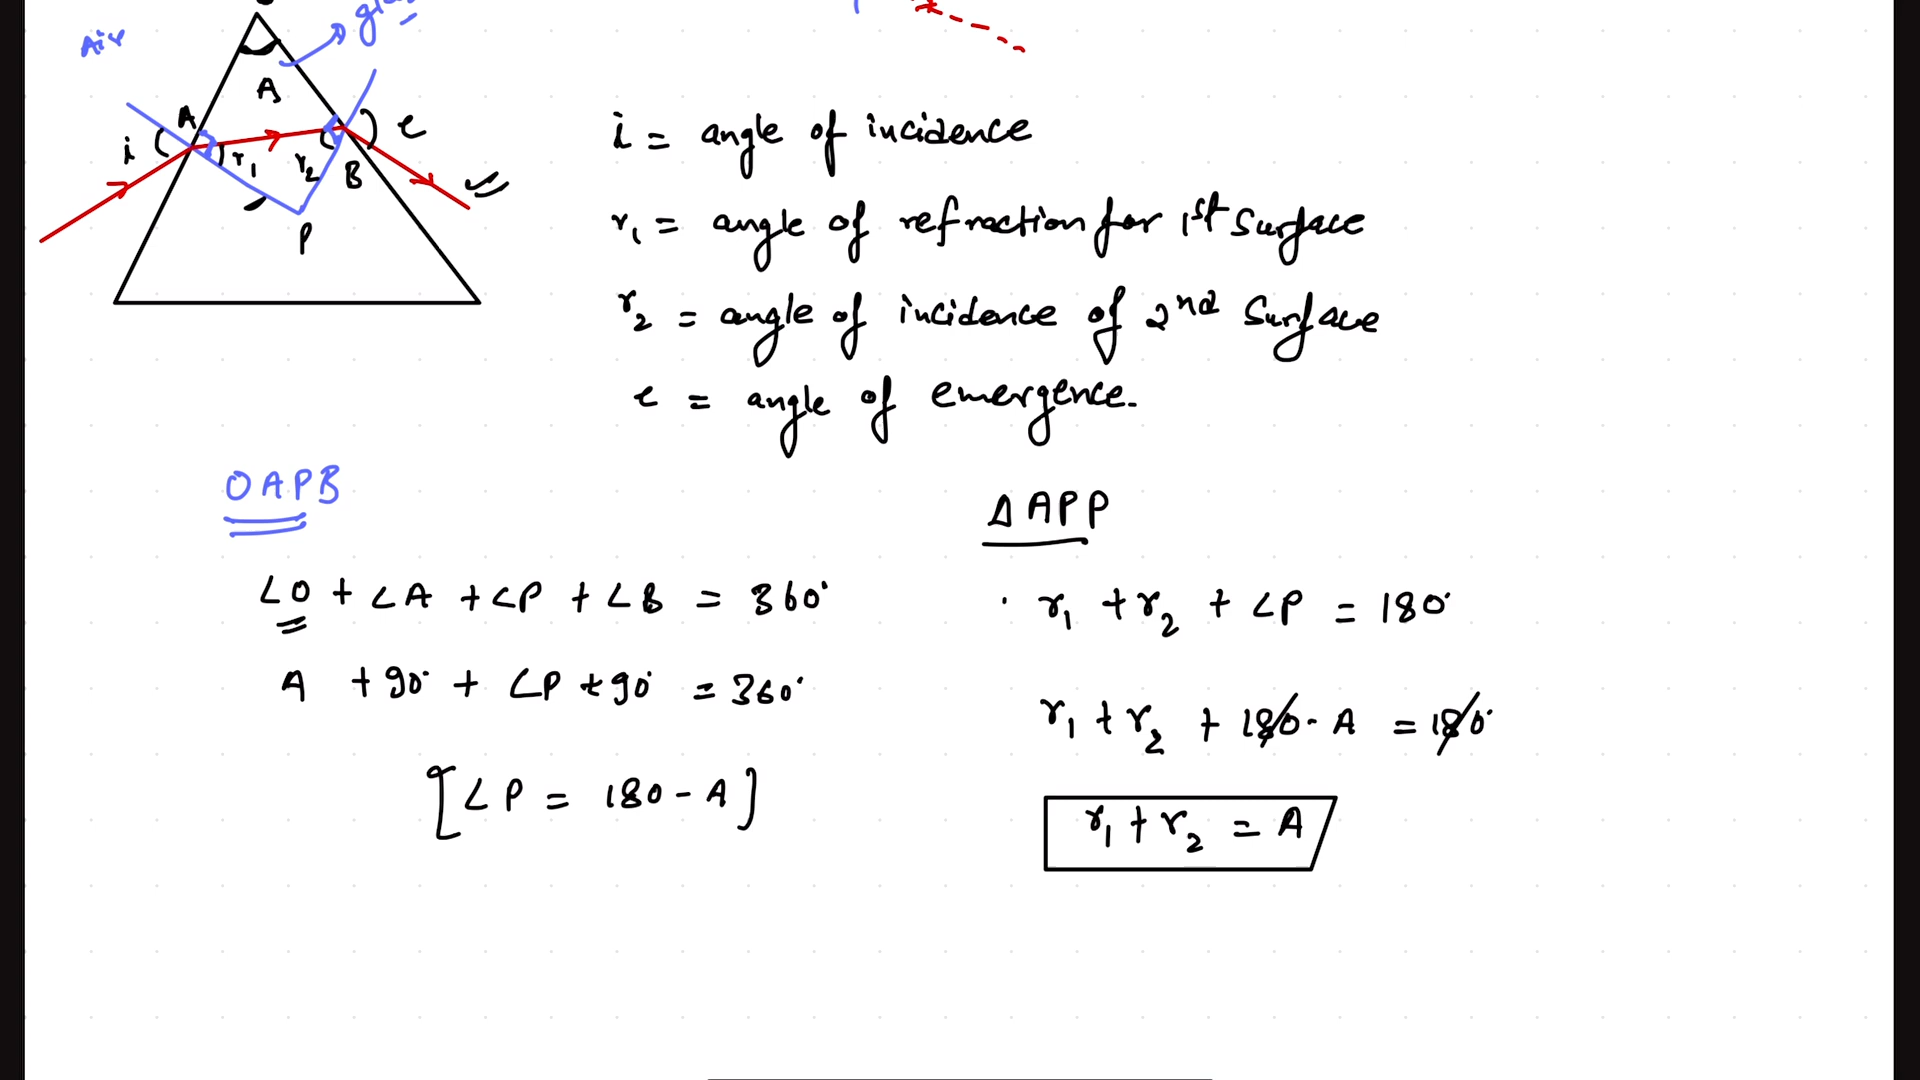 Air
A
A
i
e
r₁
r₂
B
P
i = angle of incidence
r₁ = angle of refraction for 1st Surface
r₂ = angle of incidence of 2nd Surface
e = angle of emergence.
OAPB
∠O + ∠A + ∠P + ∠B = 360°
A + 90° + ∠P + 90° = 360°
[∠P = 180 - A]
Δ APP
r₁ + r₂ + ∠P = 180°
r₁ + r₂ + 180 - A = 180°
r₁ + r₂ = A